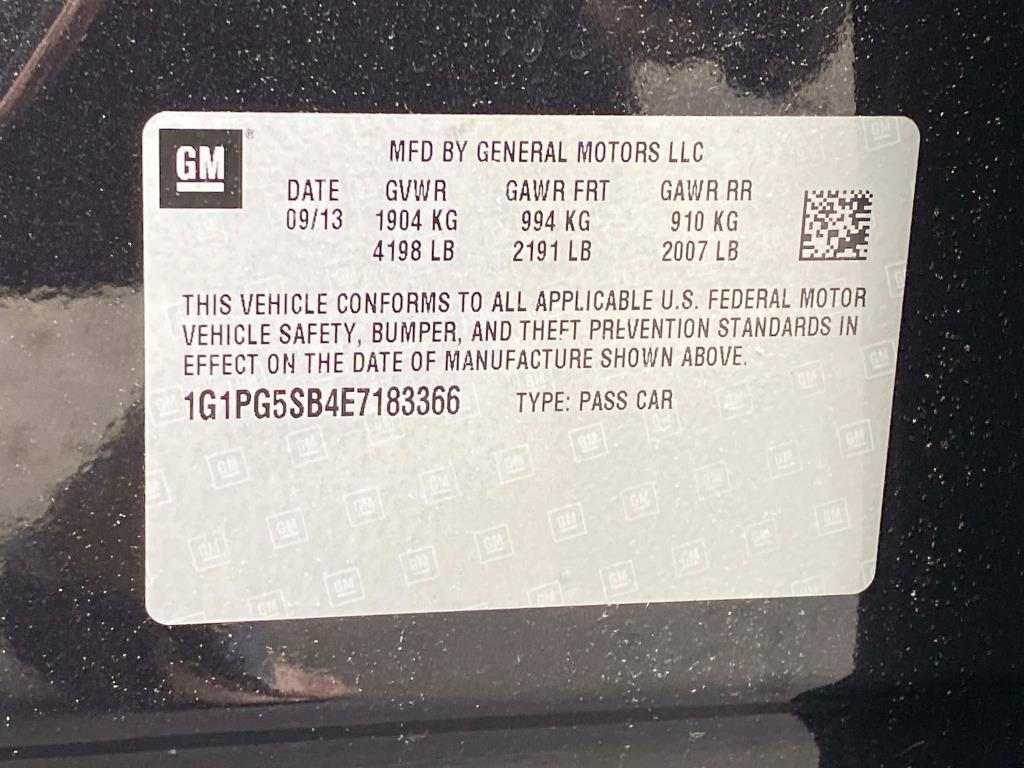 GM®
MFD BY GENERAL MOTORS LLC
DATE GVWR GAWR FRT GAWR RR
09/13 1904 KG 994 KG 910 KG
4198 LB 2191 LB 2007 LB
THIS VEHICLE CONFORMS TO ALL APPLICABLE U.S. FEDERAL MOTOR
VEHICLE SAFETY, BUMPER, AND THEFT PREVENTION STANDARDS IN
EFFECT ON THE DATE OF MANUFACTURE SHOWN ABOVE.
1G1PG5SB4E7183366 TYPE: PASS CAR